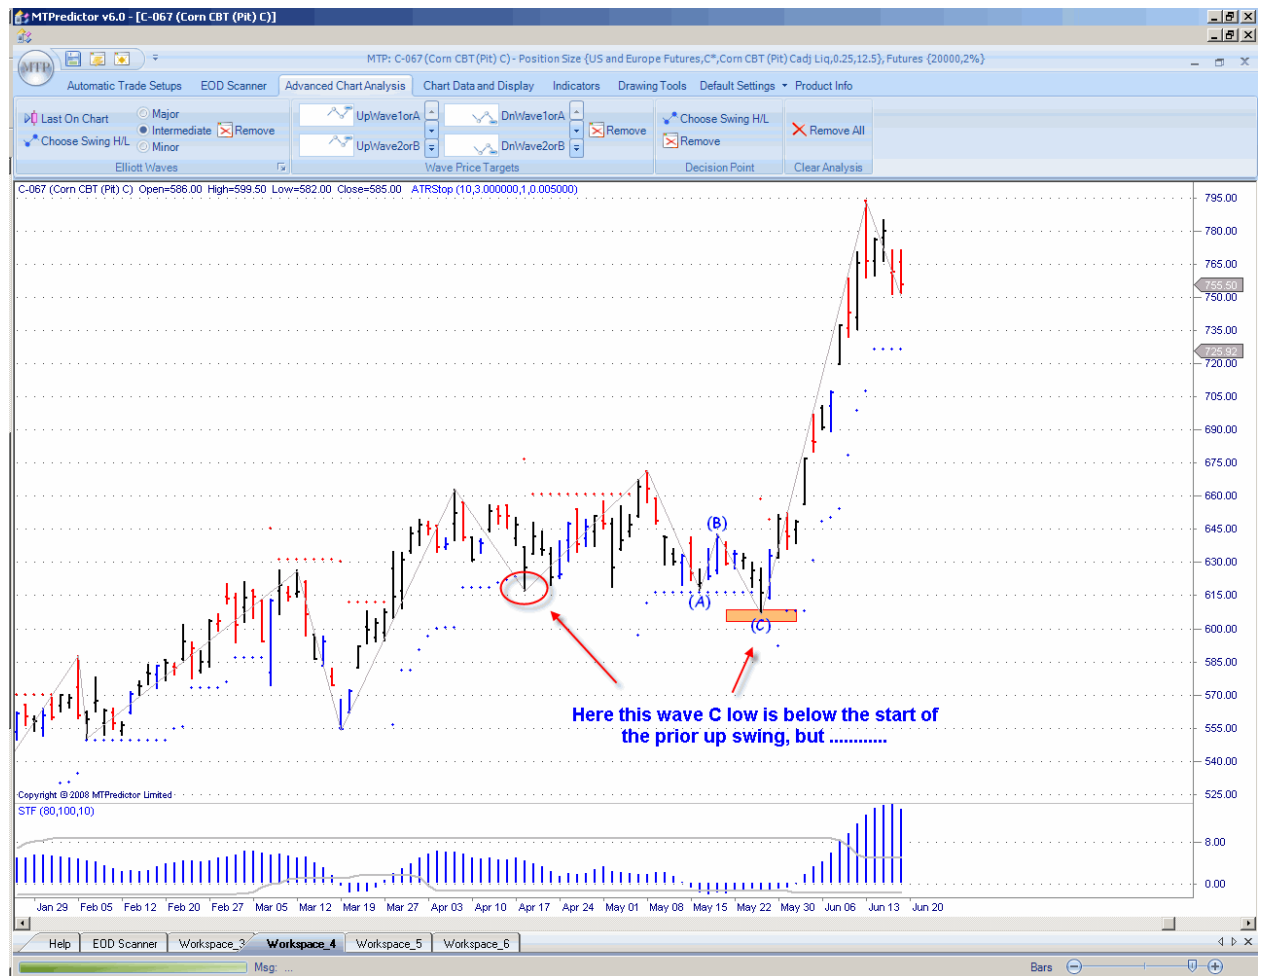 MTPredictor v6.0 - [C-067 (Corn CBT (Pit) C)]
MTP
MTP: C-067 (Corn CBT (Pit) C) - Position Size {US and Europe Futures,C*,Corn CBT (Pit) Cadj Liq,0.25,12.5}, Futures {20000,2%}
Automatic Trade Setups EOD Scanner Advanced Chart Analysis Chart Data and Display Indicators Drawing Tools Default Settings Product Info
Last On Chart
Choose Swing H/L
Major
Intermediate
Minor
Remove
Elliott Waves
UpWave1orA
UpWave2orB
DnWave1orA
DnWave2orB
Remove
Wave Price Targets
Choose Swing H/L
Remove
Decision Point
Remove All
Clear Analysis
C-067 (Corn CBT (Pit) C) Open=586.00 High=599.50 Low=582.00 Close=585.00 ATRStop (10,3.000000,1,0.005000)
795.00
780.00
765.00
755.50
750.00
735.00
725.92
720.00
705.00
690.00
675.00
660.00
645.00
630.00
615.00
600.00
585.00
570.00
555.00
540.00
525.00
(B)
(A)
(C)
Here this wave C low is below the start of
the prior up swing, but ............
Copyright © 2008 MTPredictor Limited
STF (80,100,10)
8.00
0.00
Jan 29 Feb 05 Feb 12 Feb 20 Feb 27 Mar 05 Mar 12 Mar 19 Mar 27 Apr 03 Apr 10 Apr 17 Apr 24 May 01 May 08 May 15 May 22 May 30 Jun 06 Jun 13 Jun 20
Help EOD Scanner Workspace_3 Workspace_4 Workspace_5 Workspace_6
Msg: ...
Bars